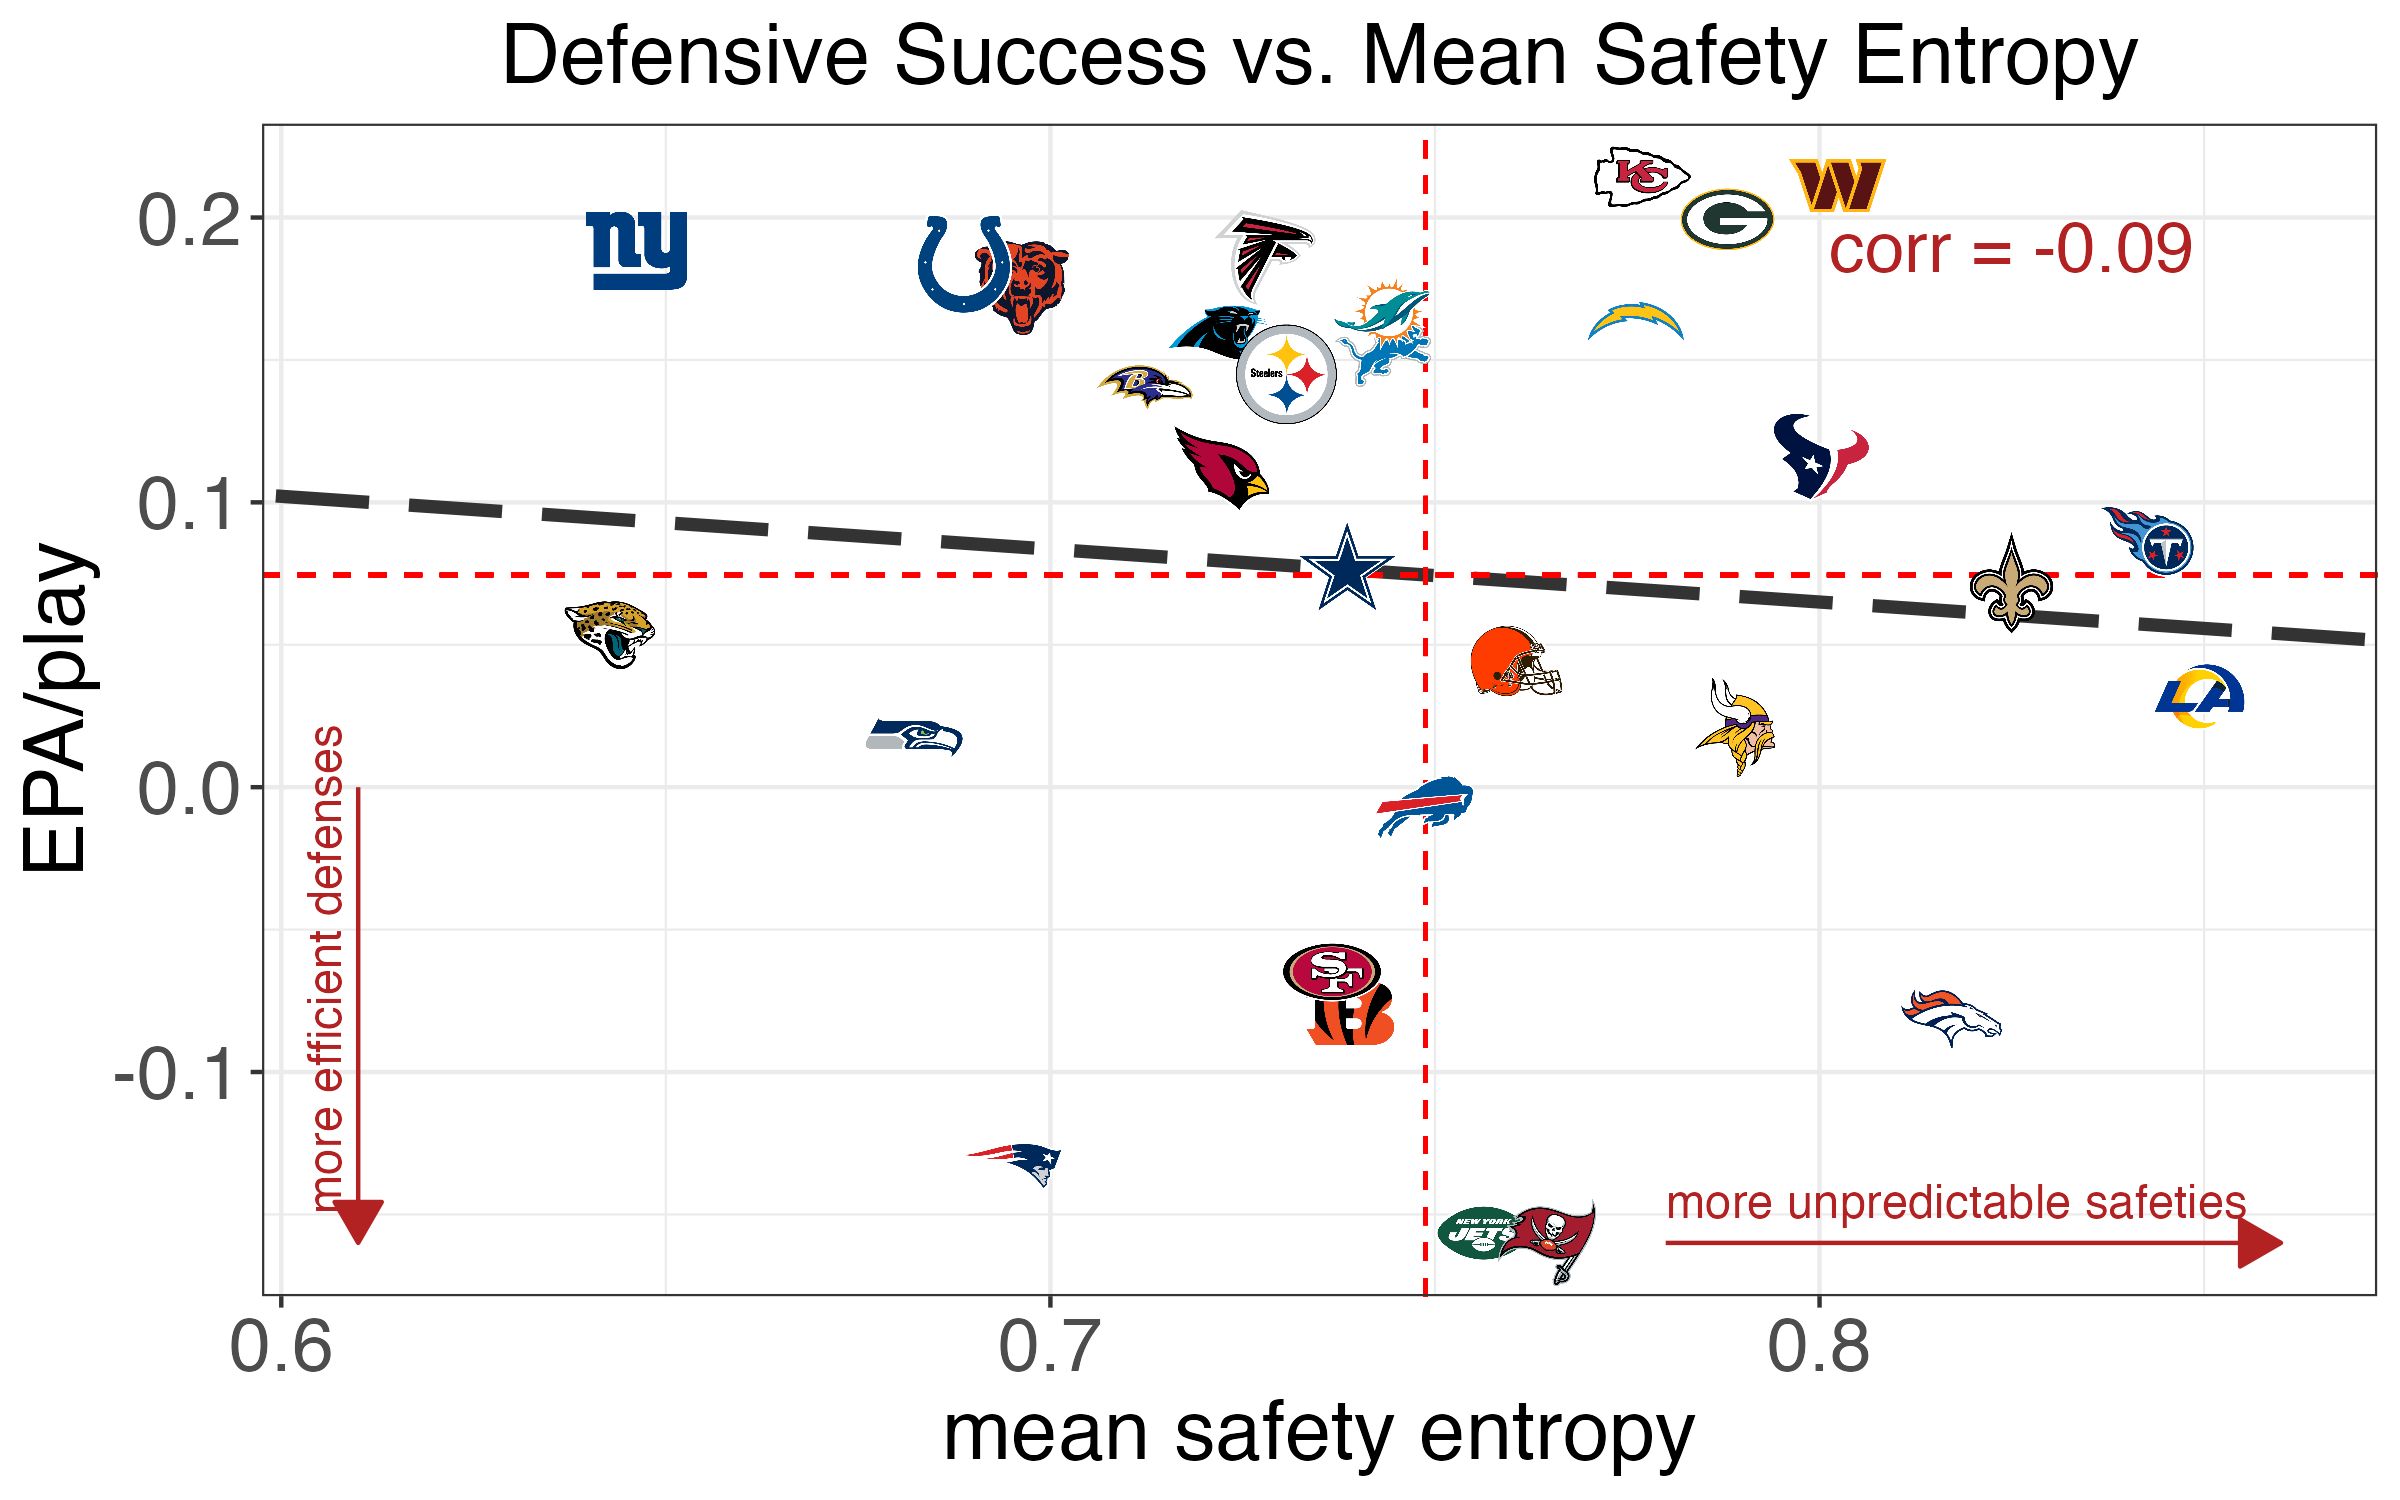 Defensive Success vs. Mean Safety Entropy
EPA/play
0.2
0.1
0.0
-0.1
corr = -0.09
ny
KC
G
W
B
Steelers
T
LA
SF
B
NEW YORK
JETS
more efficient defenses
more unpredictable safeties
0.6
0.7
0.8
mean safety entropy